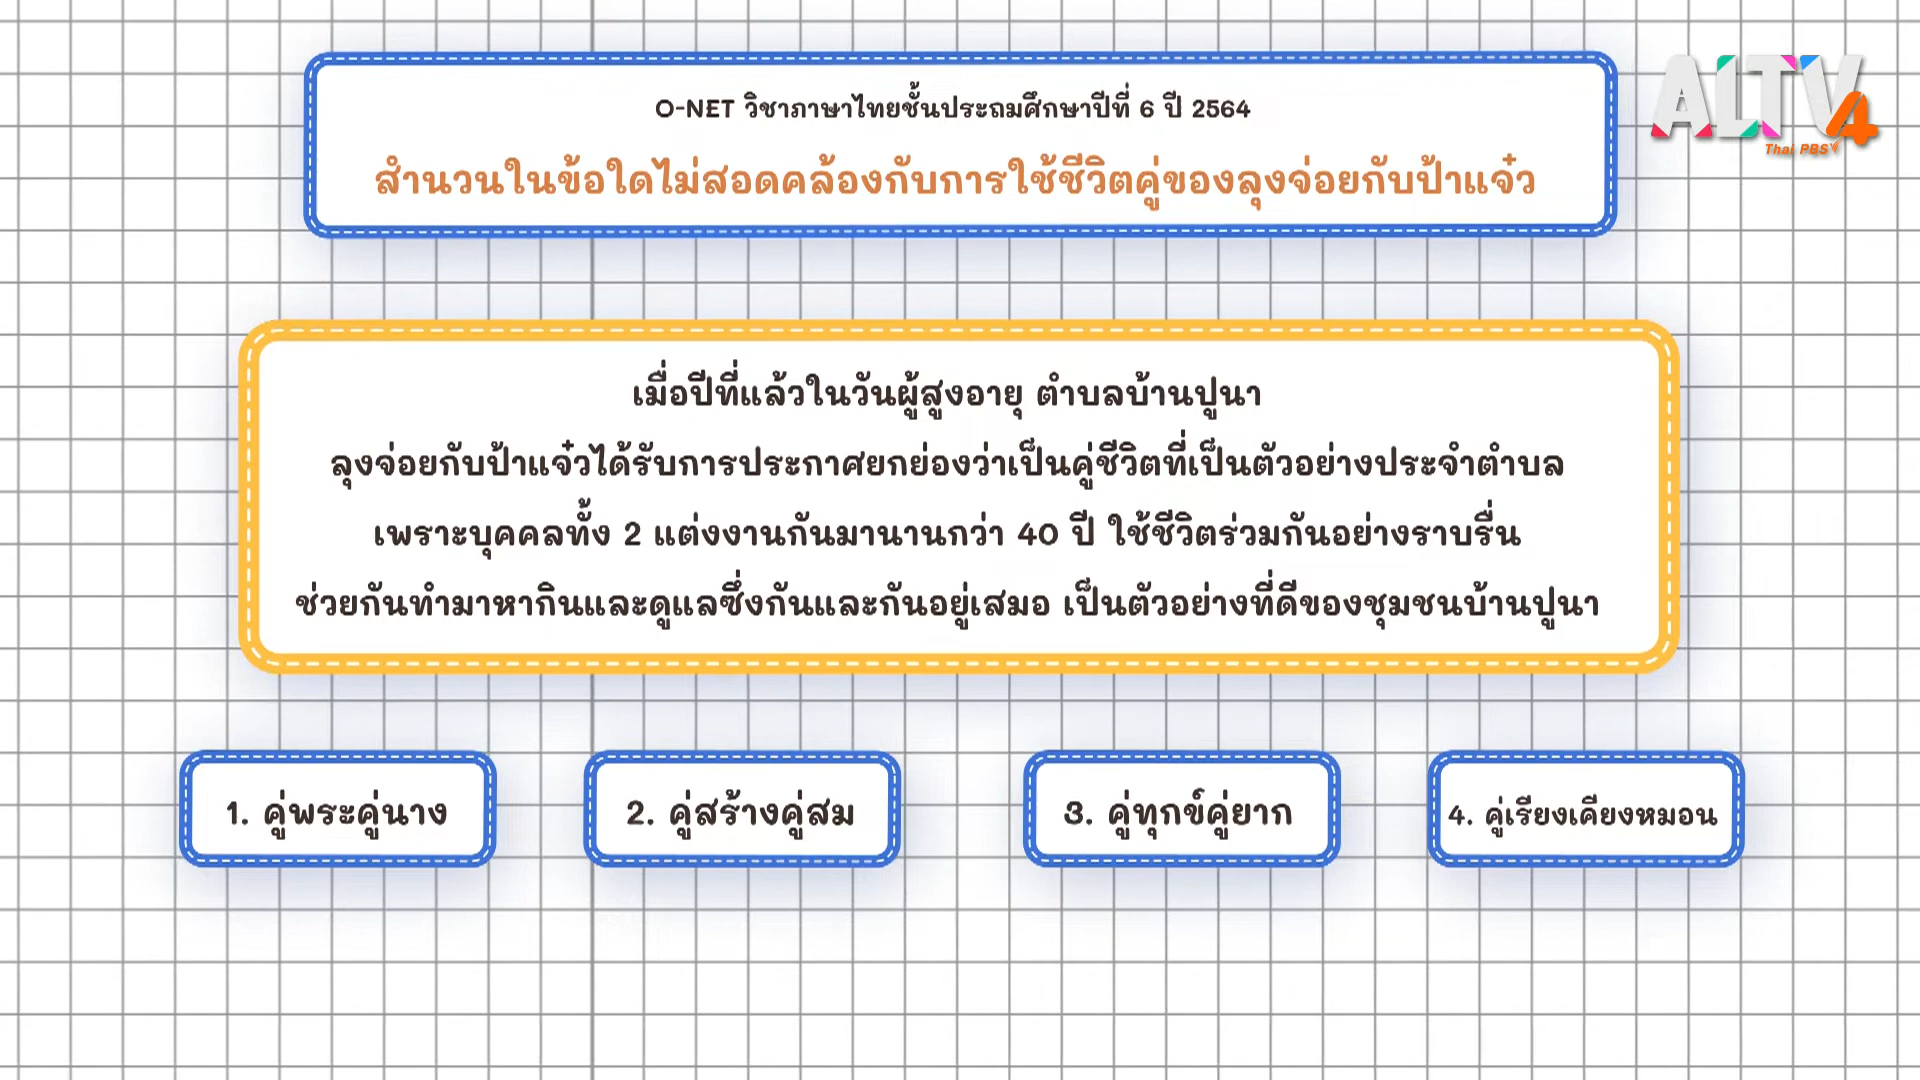 O-NET วิชาภาษาไทยชั้นประถมศึกษาปีที่ 6 ปี 2564
สำนวนในข้อใดไม่สอดคล้องกับการใช้ชีวิตคู่ของลุงจ่อยกับป้าแจ๋ว
ALTV4
Thai PBS
เมื่อปีที่แล้วในวันผู้สูงอายุ ตำบลบ้านปูนา
ลุงจ่อยกับป้าแจ๋วได้รับการประกาศยกย่องว่าเป็นคู่ชีวิตที่เป็นตัวอย่างประจำตำบล
เพราะบุคคลทั้ง 2 แต่งงานกันมานานกว่า 40 ปี ใช้ชีวิตร่วมกันอย่างราบรื่น
ช่วยกันทำมาหากินและดูแลซึ่งกันและกันอยู่เสมอ เป็นตัวอย่างที่ดีของชุมชนบ้านปูนา
1. คู่พระคู่นาง
2. คู่สร้างคู่สม
3. คู่ทุกข์คู่ยาก
4. คู่เรียงเคียงหมอน